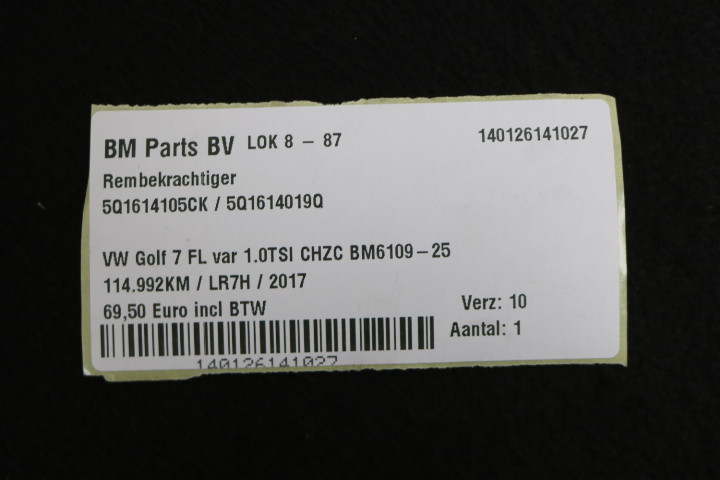 BM Parts BV LOK 8 – 87 140126141027
Rembekrachtiger
5Q1614105CK / 5Q1614019Q
VW Golf 7 FL var 1.0TSI CHZC BM6109–25
114.992KM / LR7H / 2017
69,50 Euro incl BTW
Verz: 10
Aantal: 1
140126141027